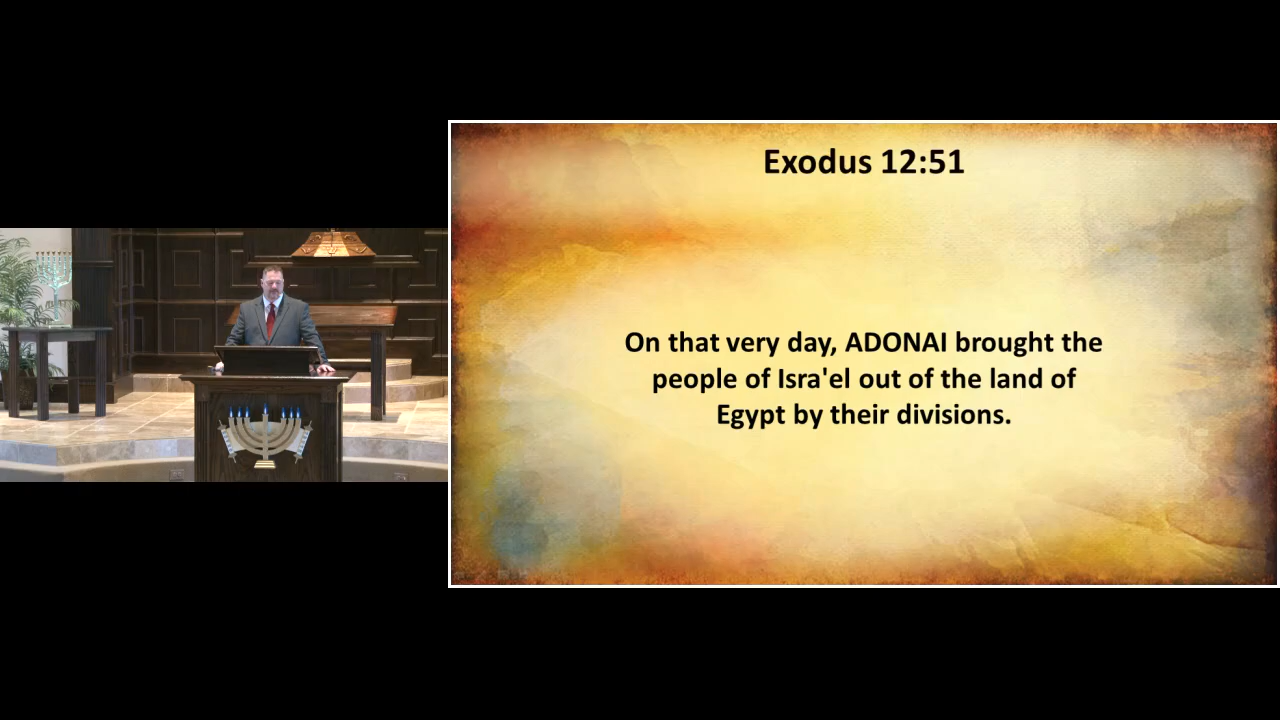 Exodus 12:51
On that very day, ADONAI brought the
people of Isra'el out of the land of
Egypt by their divisions.